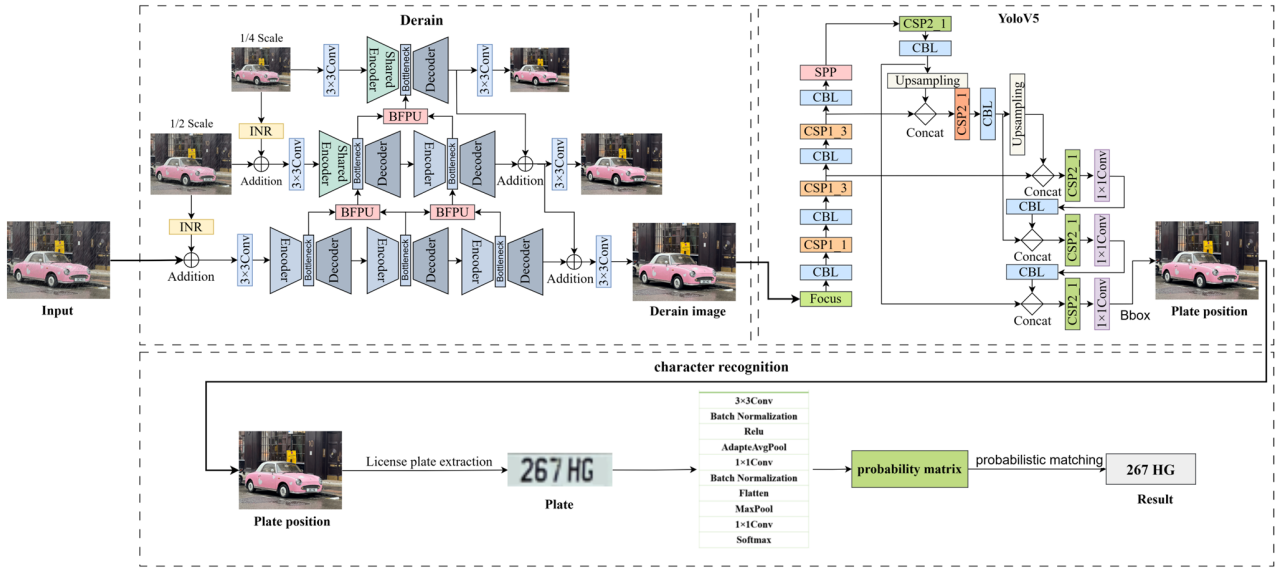 Derain
1/4 Scale
3×3Conv
Shared
Encoder
Bottleneck
Decoder
3×3Conv
BFPU
1/2 Scale
INR
Addition
3×3Conv
Shared
Encoder
Bottleneck
Decoder
Encoder
Bottleneck
Decoder
Addition
3×3Conv
BFPU
BFPU
INR
Addition
3×3Conv
Encoder
Bottleneck
Decoder
Encoder
Bottleneck
Decoder
Encoder
Bottleneck
Decoder
Addition
3×3Conv
Input
Derain image
YoloV5
CSP2_1
CBL
SPP
Upsampling
CBL
Concat
CSP2_1
CBL
Upsampling
CSP1_3
CBL
CSP1_3
Concat
CSP2_1
1×1Conv
CBL
CBL
CSP1_1
Concat
CSP2_1
1×1Conv
CBL
CBL
Focus
Concat
CSP2_1
1×1Conv
Bbox
Plate position
character recognition
Plate position
License plate extraction
267 HG
Plate
3×3Conv
Batch Normalization
Relu
AdapteAvgPool
1×1Conv
Batch Normalization
Flatten
MaxPool
1×1Conv
Softmax
probability matrix
probabilistic matching
267 HG
Result